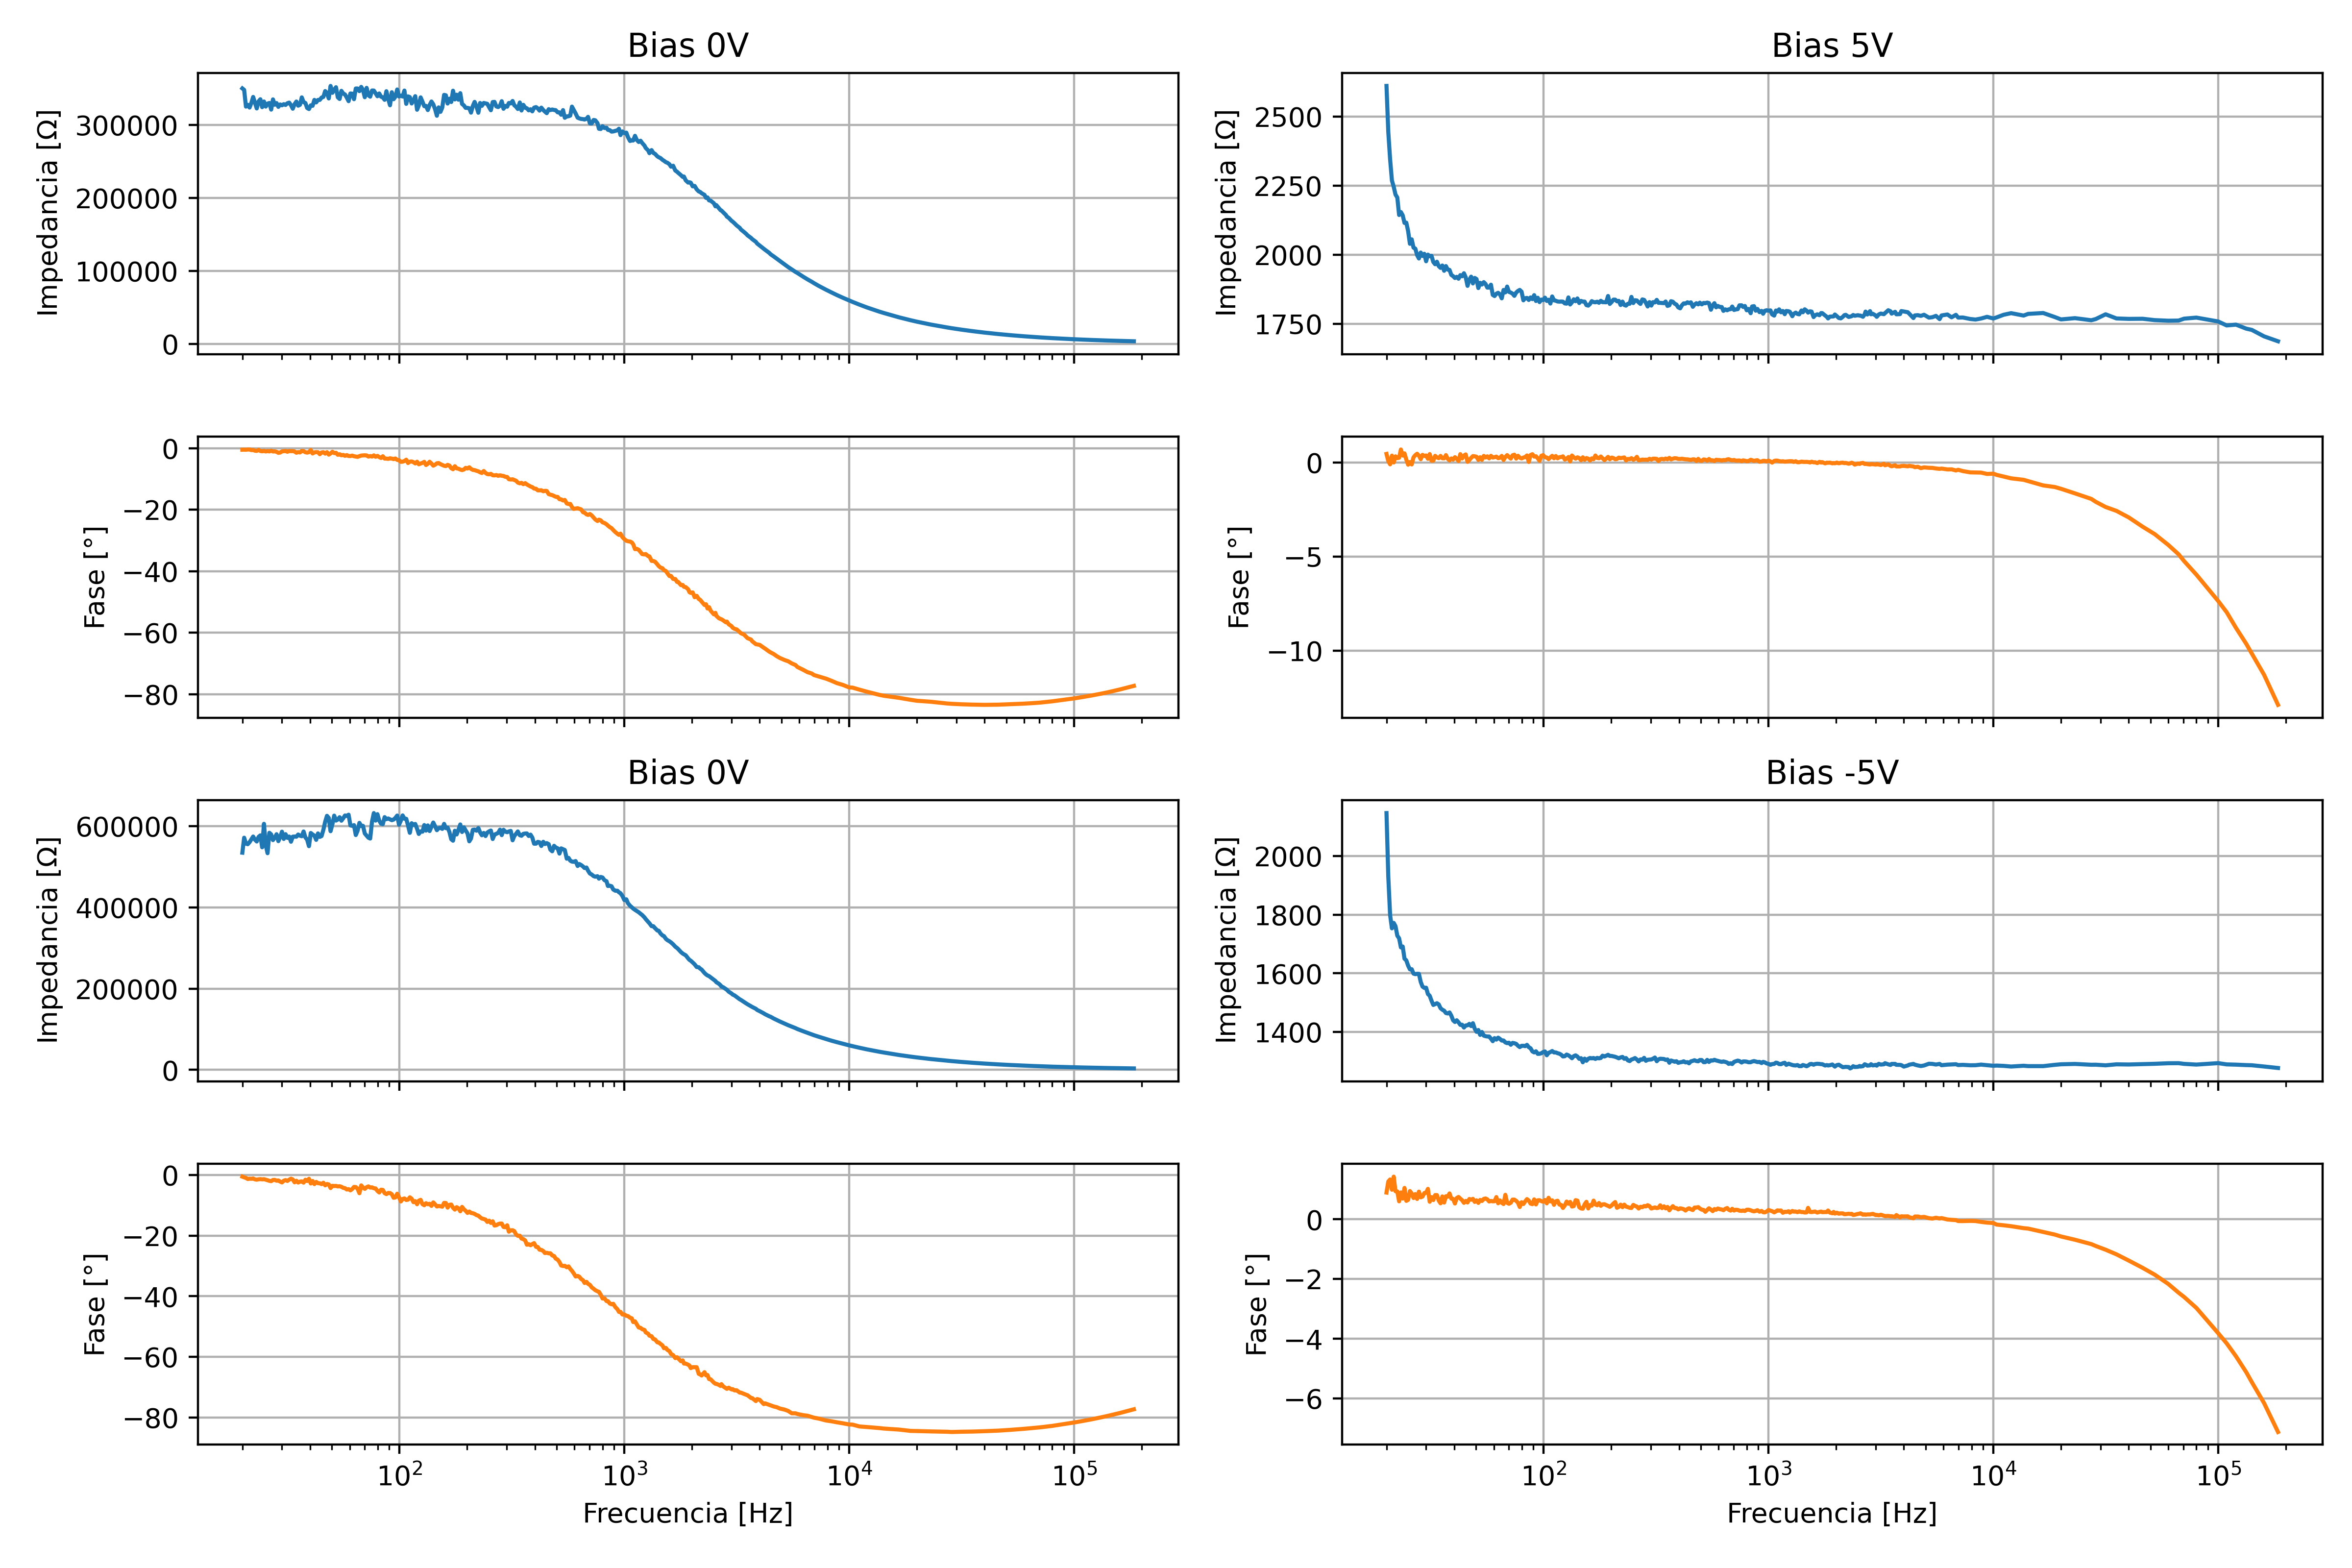 Bias 0V
Impedancia [Ω]
300000
200000
100000
0
Bias 5V
Impedancia [Ω]
2500
2250
2000
1750
Fase [°]
0
−20
−40
−60
−80
Fase [°]
0
−5
−10
Bias 0V
Impedancia [Ω]
600000
400000
200000
0
Bias -5V
Impedancia [Ω]
2000
1800
1600
1400
Fase [°]
0
−20
−40
−60
−80
10² 10³ 10⁴ 10⁵
Frecuencia [Hz]
Fase [°]
0
−2
−4
−6
10² 10³ 10⁴ 10⁵
Frecuencia [Hz]